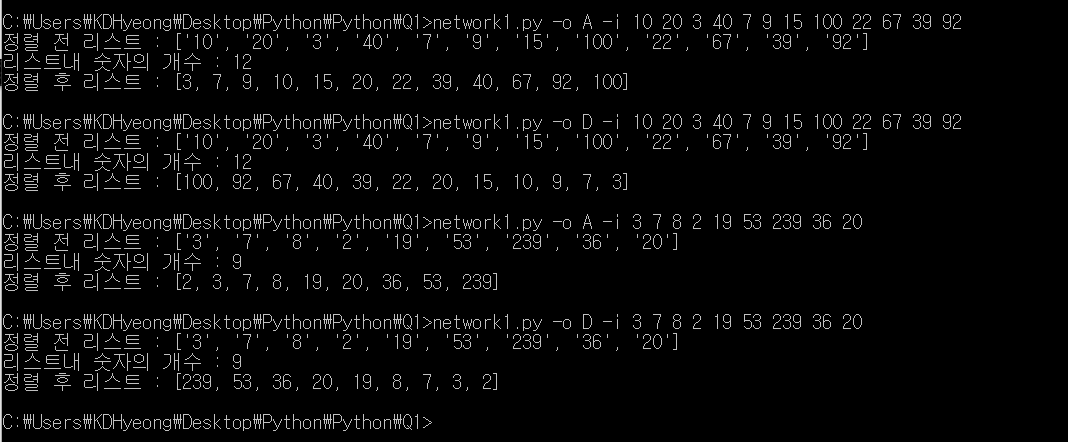 C:₩Users₩KDHyeong₩Desktop₩Python₩Python₩Q1>network1.py -o A -i 10 20 3 40 7 9 15 100 22 67 39 92
정렬 전 리스트 : ['10', '20', '3', '40', '7', '9', '15', '100', '22', '67', '39', '92']
리스트내 숫자의 개수 : 12
정렬 후 리스트 : [3, 7, 9, 10, 15, 20, 22, 39, 40, 67, 92, 100]
C:₩Users₩KDHyeong₩Desktop₩Python₩Python₩Q1>network1.py -o D -i 10 20 3 40 7 9 15 100 22 67 39 92
정렬 전 리스트 : ['10', '20', '3', '40', '7', '9', '15', '100', '22', '67', '39', '92']
리스트내 숫자의 개수 : 12
정렬 후 리스트 : [100, 92, 67, 40, 39, 22, 20, 15, 10, 9, 7, 3]
C:₩Users₩KDHyeong₩Desktop₩Python₩Python₩Q1>network1.py -o A -i 3 7 8 2 19 53 239 36 20
정렬 전 리스트 : ['3', '7', '8', '2', '19', '53', '239', '36', '20']
리스트내 숫자의 개수 : 9
정렬 후 리스트 : [2, 3, 7, 8, 19, 20, 36, 53, 239]
C:₩Users₩KDHyeong₩Desktop₩Python₩Python₩Q1>network1.py -o D -i 3 7 8 2 19 53 239 36 20
정렬 전 리스트 : ['3', '7', '8', '2', '19', '53', '239', '36', '20']
리스트내 숫자의 개수 : 9
정렬 후 리스트 : [239, 53, 36, 20, 19, 8, 7, 3, 2]
C:₩Users₩KDHyeong₩Desktop₩Python₩Python₩Q1>